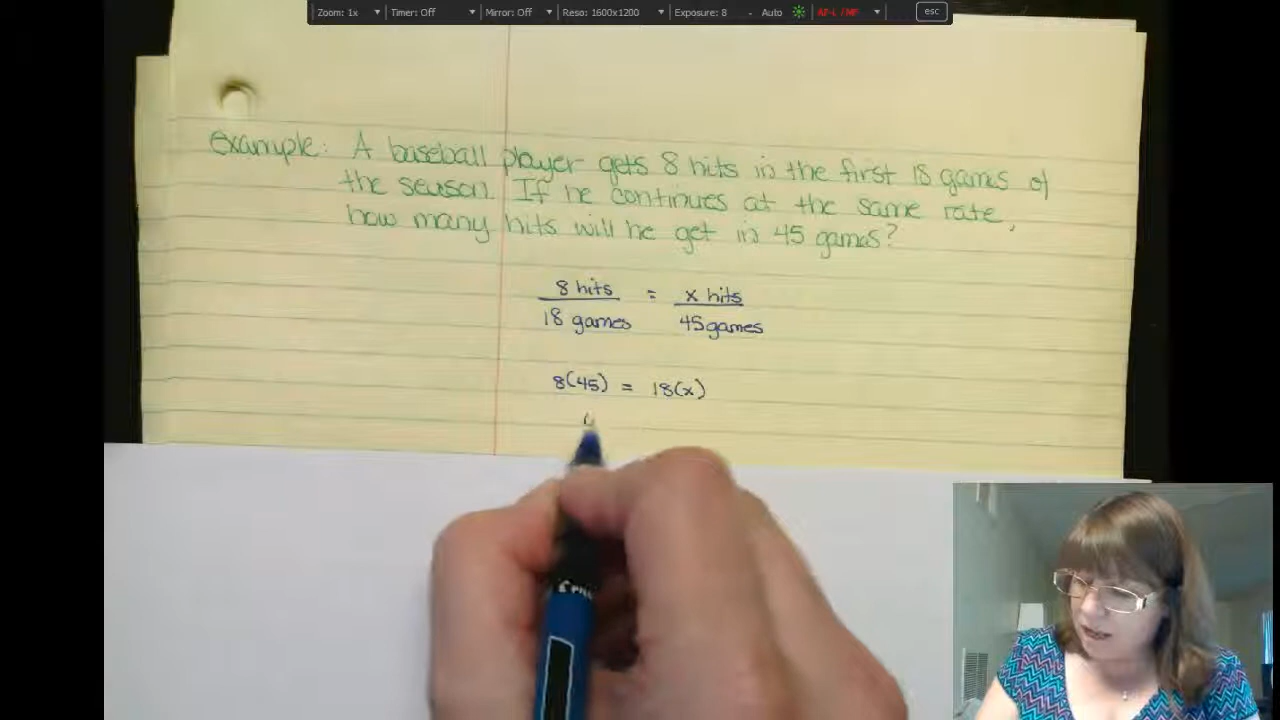 Zoom: 1x Timer: Off Mirror: Off Reso: 1600x1200 Exposure: 8 Auto AF-L / MF esc
example: A baseball player gets 8 hits in the first 18 games of
the season. If he continues at the same rate,
how many hits will he get in 45 games?
8 hits = x hits
18 games 45 games
8(45) = 18(x)